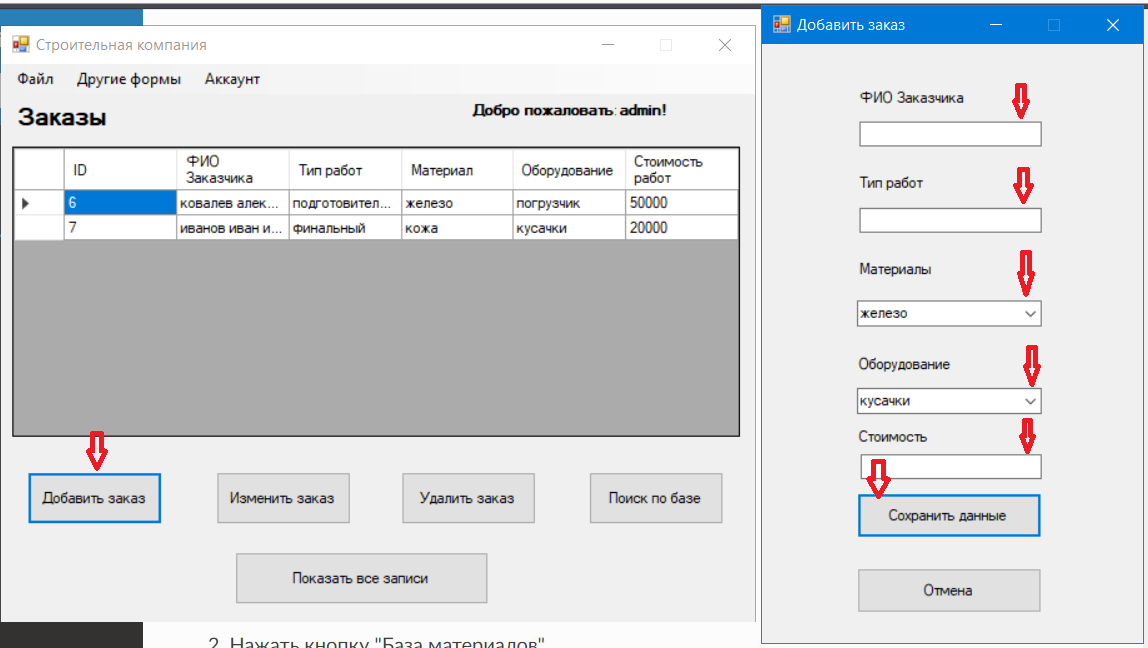 Строительная компания
Файл Другие формы Аккаунт
Заказы
Добро пожаловать: admin!
ID ФИО Заказчика Тип работ Материал Оборудование Стоимость работ
6 ковалев алек... подготовител... железо погрузчик 50000
7 иванов иван и... финальный кожа кусачки 20000
Добавить заказ Изменить заказ Удалить заказ Поиск по базе
Показать все записи
2. Нажать кнопку "База материалов"
Добавить заказ
ФИО Заказчика
Тип работ
Материалы
железо
Оборудование
кусачки
Стоимость
Сохранить данные
Отмена